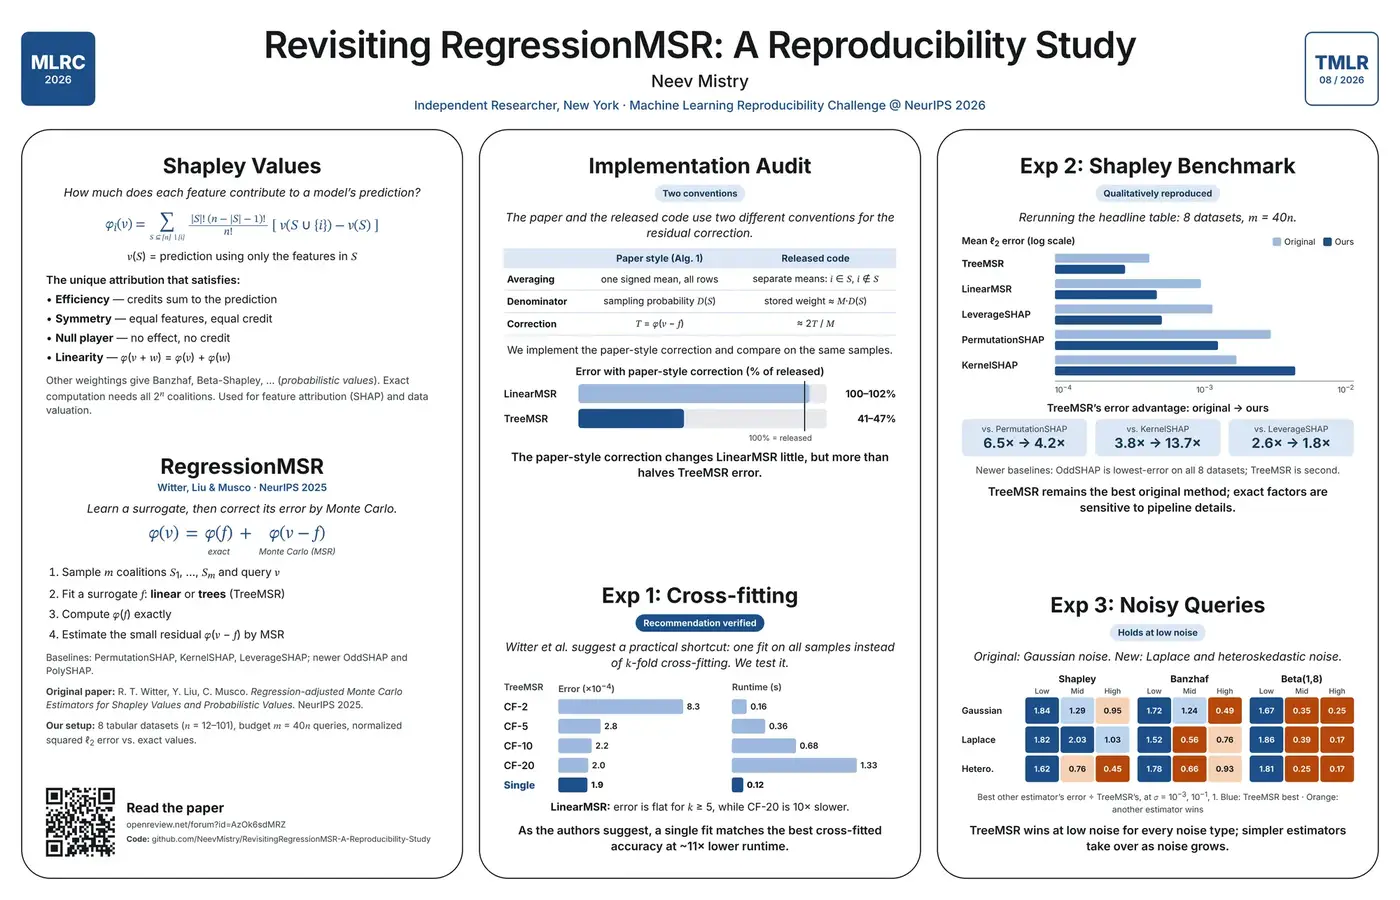 MLRC
2026
Revisiting RegressionMSR: A Reproducibility Study
Neev Mistry
Independent Researcher, New York · Machine Learning Reproducibility Challenge @ NeurIPS 2026
TMLR
08 / 2026
Shapley Values
How much does each feature contribute to a model's prediction?
φi(v) = ∑ S⊆[n]∖{i} |S|! (n − |S| − 1)! / n! [ v(S ∪ {i}) − v(S) ]
v(S) = prediction using only the features in S
The unique attribution that satisfies:
• Efficiency — credits sum to the prediction
• Symmetry — equal features, equal credit
• Null player — no effect, no credit
• Linearity — φ(v + w) = φ(v) + φ(w)
Other weightings give Banzhaf, Beta-Shapley, … (probabilistic values). Exact
computation needs all 2ⁿ coalitions. Used for feature attribution (SHAP) and data
valuation.
RegressionMSR
Witter, Liu & Musco · NeurIPS 2025
Learn a surrogate, then correct its error by Monte Carlo.
φ(v) = φ(f) + φ(v − f)
exact Monte Carlo (MSR)
1. Sample m coalitions S1, …, Sm and query v
2. Fit a surrogate f: linear or trees (TreeMSR)
3. Compute φ(f) exactly
4. Estimate the small residual φ(v − f) by MSR
Baselines: PermutationSHAP, KernelSHAP, LeverageSHAP; newer OddSHAP and
PolySHAP.
Original paper: R. T. Witter, Y. Liu, C. Musco. Regression-adjusted Monte Carlo
Estimators for Shapley Values and Probabilistic Values. NeurIPS 2025.
Our setup: 8 tabular datasets (n = 12–101), budget m = 40n queries, normalized
squared ℓ2 error vs. exact values.
Read the paper
openreview.net/forum?id=AzOk6sdMRZ
Code: github.com/NeevMistry/RevisitingRegressionMSR-A-Reproducibility-Study
Implementation Audit
Two conventions
The paper and the released code use two different conventions for the
residual correction.
Paper style (Alg. 1) Released code
Averaging one signed mean, all rows separate means: i ∈ S, i ∉ S
Denominator sampling probability D(S) stored weight ≈ M·D(S)
Correction T = φ(v − f) ≈ 2T / M
We implement the paper-style correction and compare on the same samples.
Error with paper-style correction (% of released)
LinearMSR 100–102%
TreeMSR 41–47%
100% = released
The paper-style correction changes LinearMSR little, but more than
halves TreeMSR error.
Exp 1: Cross-fitting
Recommendation verified
Witter et al. suggest a practical shortcut: one fit on all samples instead
of k-fold cross-fitting. We test it.
TreeMSR Error (×10⁻⁴) Runtime (s)
CF-2 8.3 0.16
CF-5 2.8 0.36
CF-10 2.2 0.68
CF-20 2.0 1.33
Single 1.9 0.12
LinearMSR: error is flat for k ≥ 5, while CF-20 is 10× slower.
As the authors suggest, a single fit matches the best cross-fitted
accuracy at ~11× lower runtime.
Exp 2: Shapley Benchmark
Qualitatively reproduced
Rerunning the headline table: 8 datasets, m = 40n.
Mean ℓ2 error (log scale) Original Ours
TreeMSR
LinearMSR
LeverageSHAP
PermutationSHAP
KernelSHAP
10⁻⁴ 10⁻³ 10⁻²
TreeMSR's error advantage: original → ours
vs. PermutationSHAP vs. KernelSHAP vs. LeverageSHAP
6.5× → 4.2× 3.8× → 13.7× 2.6× → 1.8×
Newer baselines: OddSHAP is lowest-error on all 8 datasets; TreeMSR is second.
TreeMSR remains the best original method; exact factors are
sensitive to pipeline details.
Exp 3: Noisy Queries
Holds at low noise
Original: Gaussian noise. New: Laplace and heteroskedastic noise.
Shapley Banzhaf Beta(1,8)
Low Mid High Low Mid High Low Mid High
Gaussian 1.84 1.29 0.95 1.72 1.24 0.49 1.67 0.35 0.25
Laplace 1.82 2.03 1.03 1.52 0.56 0.76 1.86 0.39 0.17
Hetero. 1.62 0.76 0.45 1.78 0.66 0.93 1.81 0.25 0.17
Best other estimator's error ÷ TreeMSR's, at σ = 10⁻³, 10⁻¹, 1. Blue: TreeMSR best · Orange:
another estimator wins
TreeMSR wins at low noise for every noise type; simpler estimators
take over as noise grows.